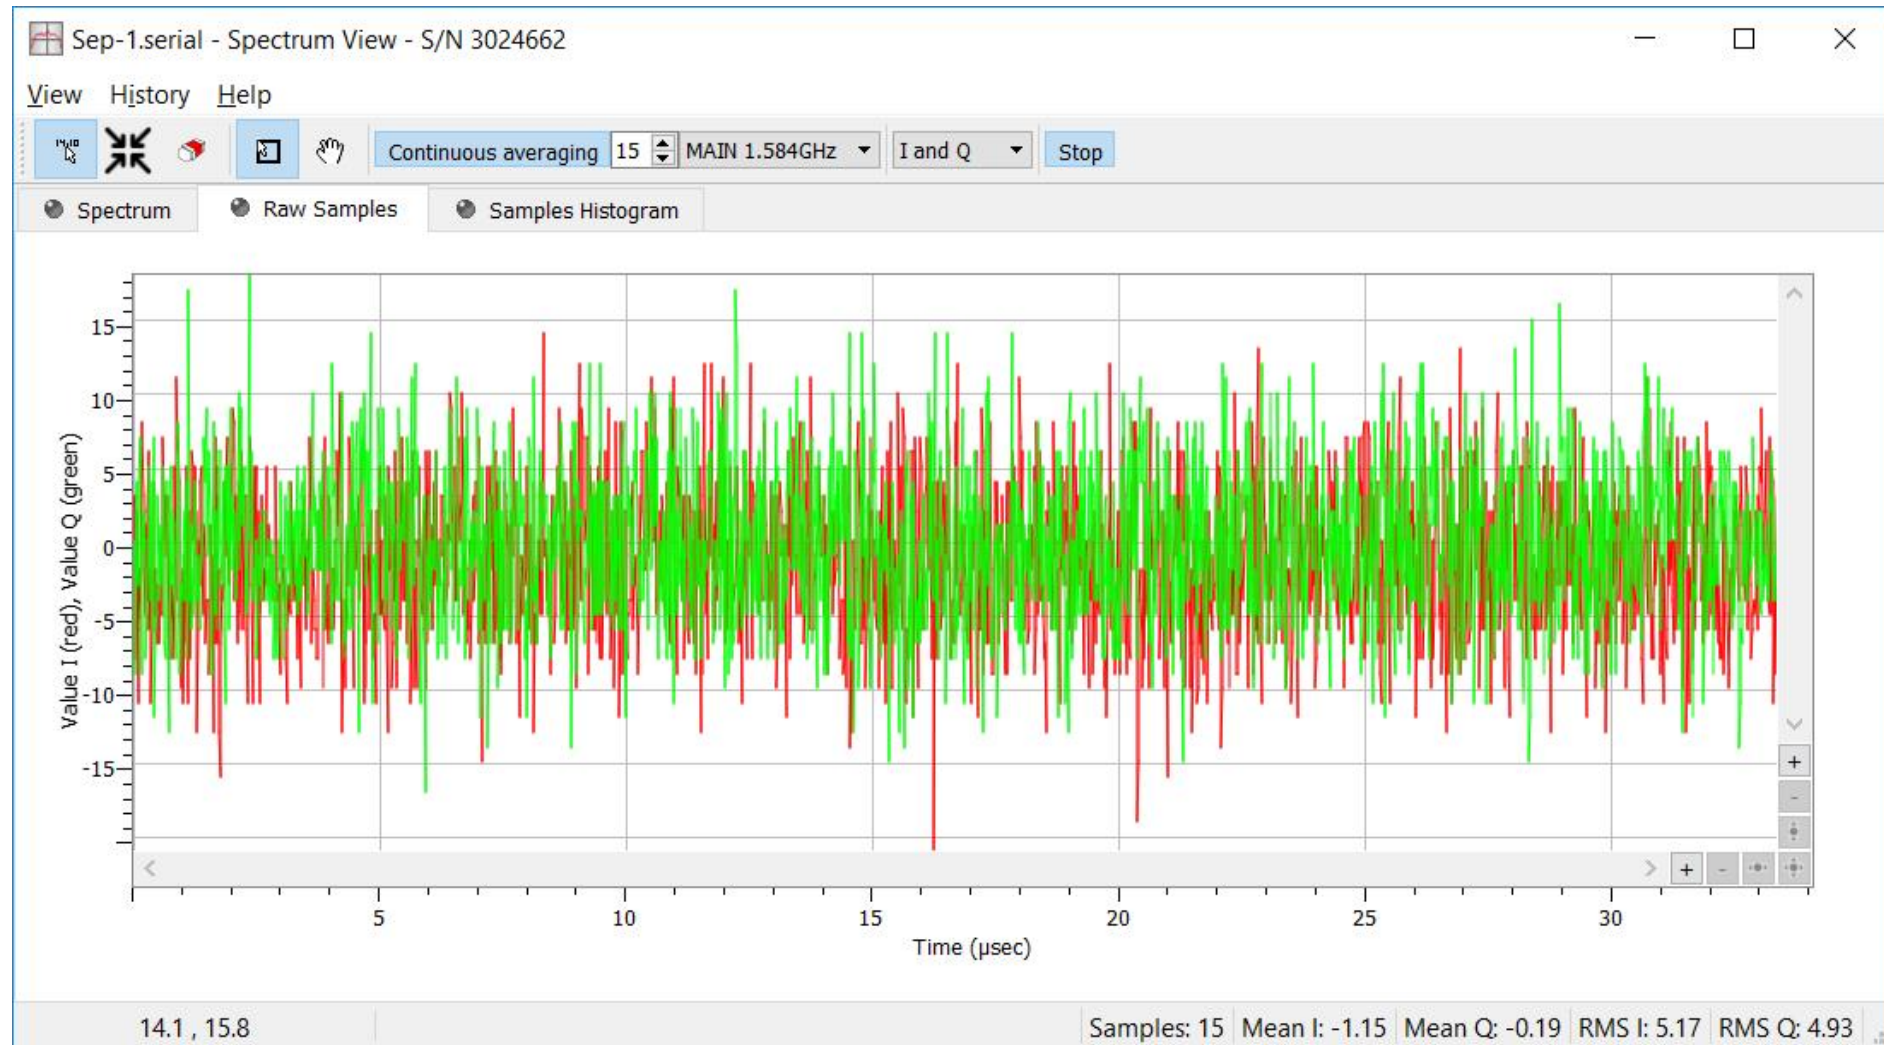 Sep-1.serial - Spectrum View - S/N 3024662
View History Help
Continuous averaging 15 MAIN 1.584GHz I and Q Stop
Spectrum Raw Samples Samples Histogram
Value I (red), Value Q (green)
15
10
5
0
-5
-10
-15
+
-
+ -
5 10 15 20 25 30
Time (µsec)
14.1 , 15.8 Samples: 15 Mean I: -1.15 Mean Q: -0.19 RMS I: 5.17 RMS Q: 4.93